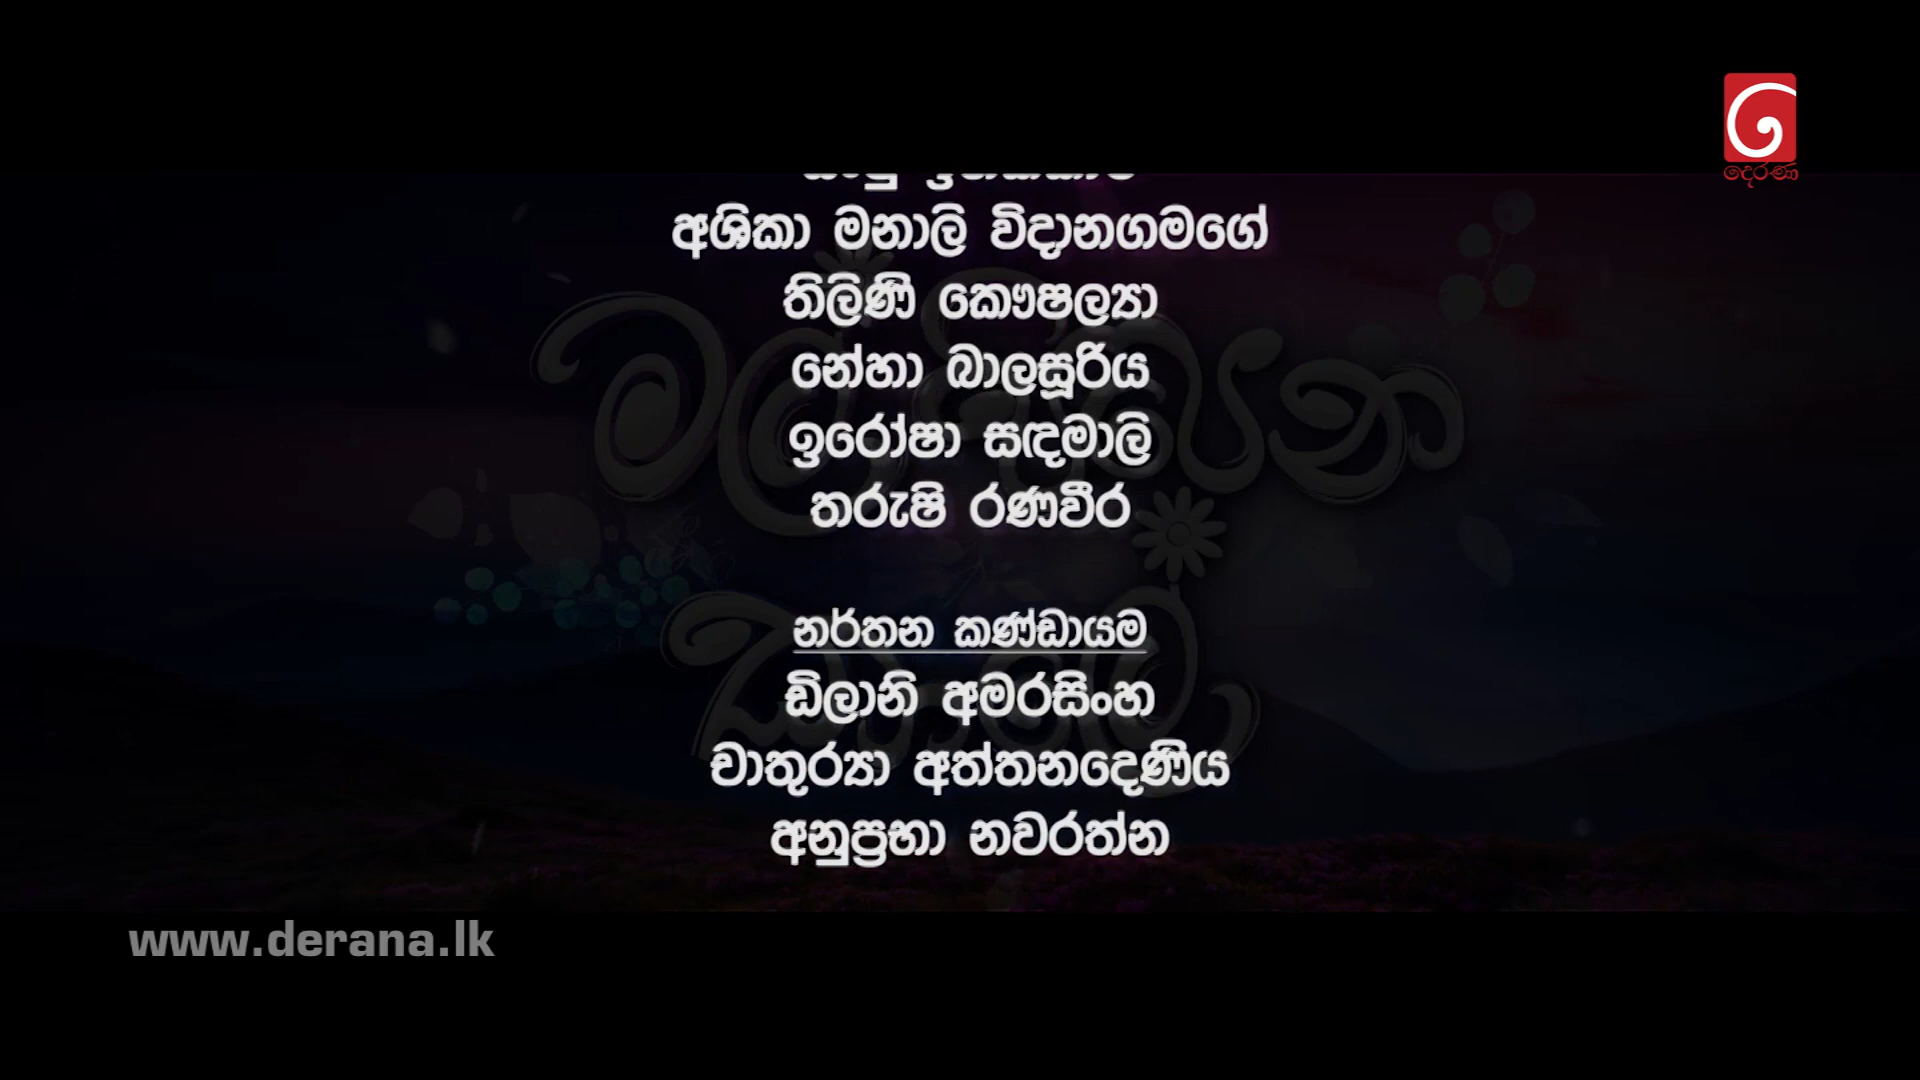 දෙරණ
අශිකා මනාලි විදානගමගේ
තිලිණි කෞෂල්‍යා
නේහා බාලසූරිය
ඉරෝෂා සඳමාලි
තරුෂි රණවීර
නර්තන කණ්ඩායම
ඩිලානි අමරසිංහ
චාතුර්‍යා අත්තනදෙණිය
අනුප්‍රභා නවරත්න
www.derana.lk